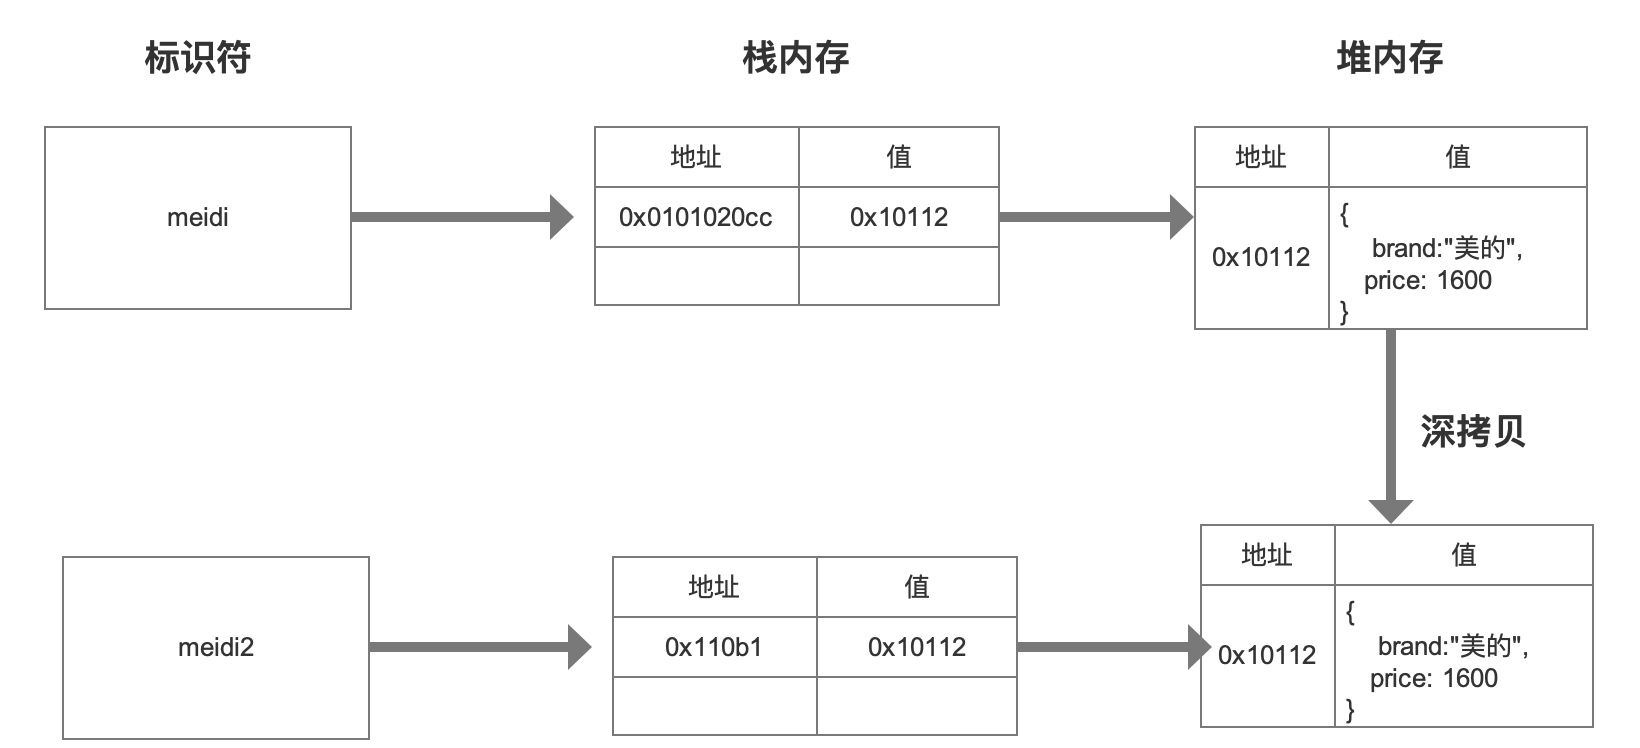 标识符
栈内存
堆内存
meidi
地址 值
0x0101020cc 0x10112
地址 值
0x10112
{
brand:"美的",
price: 1600
}
深拷贝
meidi2
地址 值
0x110b1 0x10112
地址 值
0x10112
{
brand:"美的",
price: 1600
}